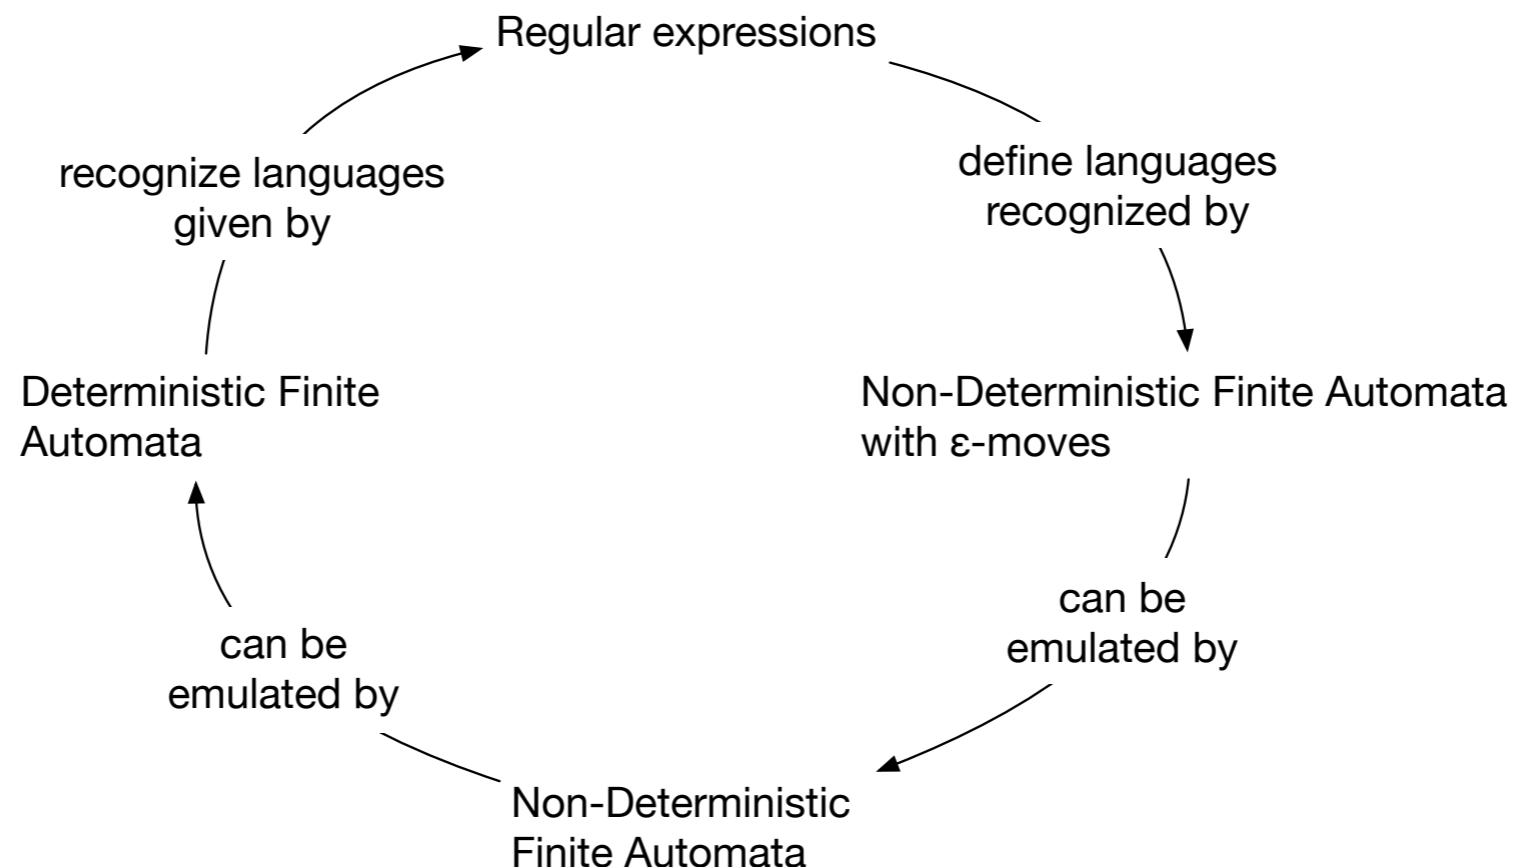 Regular expressions
define languages
recognized by
Non-Deterministic Finite Automata
with ε-moves
can be
emulated by
Non-Deterministic
Finite Automata
can be
emulated by
Deterministic Finite
Automata
recognize languages
given by